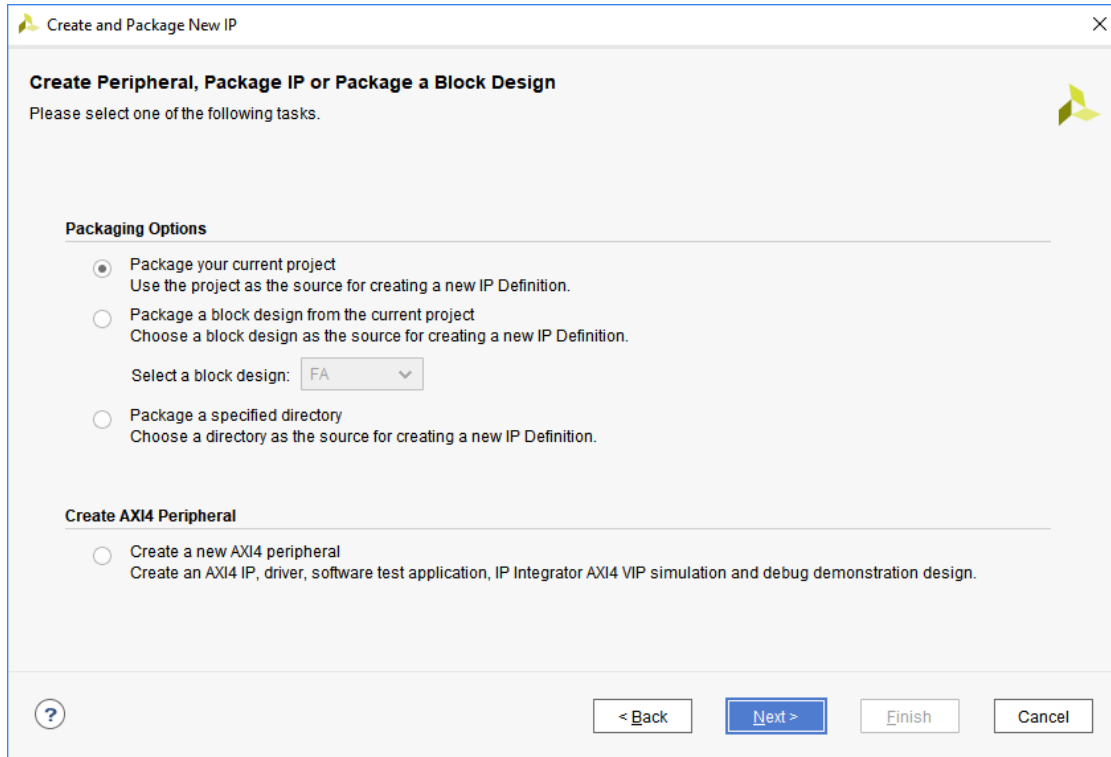 Create and Package New IP
Create Peripheral, Package IP or Package a Block Design
Please select one of the following tasks.
Packaging Options
Package your current project
Use the project as the source for creating a new IP Definition.
Package a block design from the current project
Choose a block design as the source for creating a new IP Definition.
Select a block design: FA
Package a specified directory
Choose a directory as the source for creating a new IP Definition.
Create AXI4 Peripheral
Create a new AXI4 peripheral
Create an AXI4 IP, driver, software test application, IP Integrator AXI4 VIP simulation and debug demonstration design.
? < Back Next > Finish Cancel